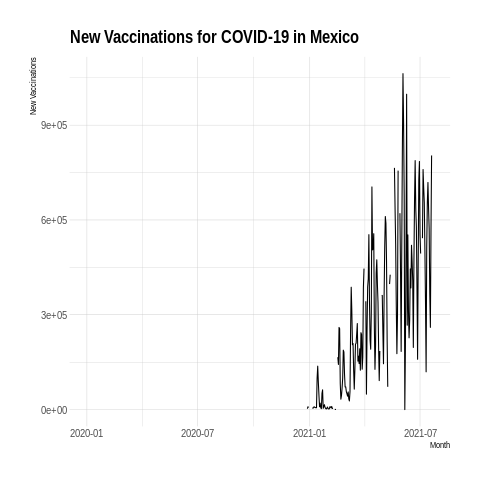 New Vaccinations for COVID-19 in Mexico
New Vaccinations
9e+05
6e+05
3e+05
0e+00
2020-01 2020-07 2021-01 2021-07
Month